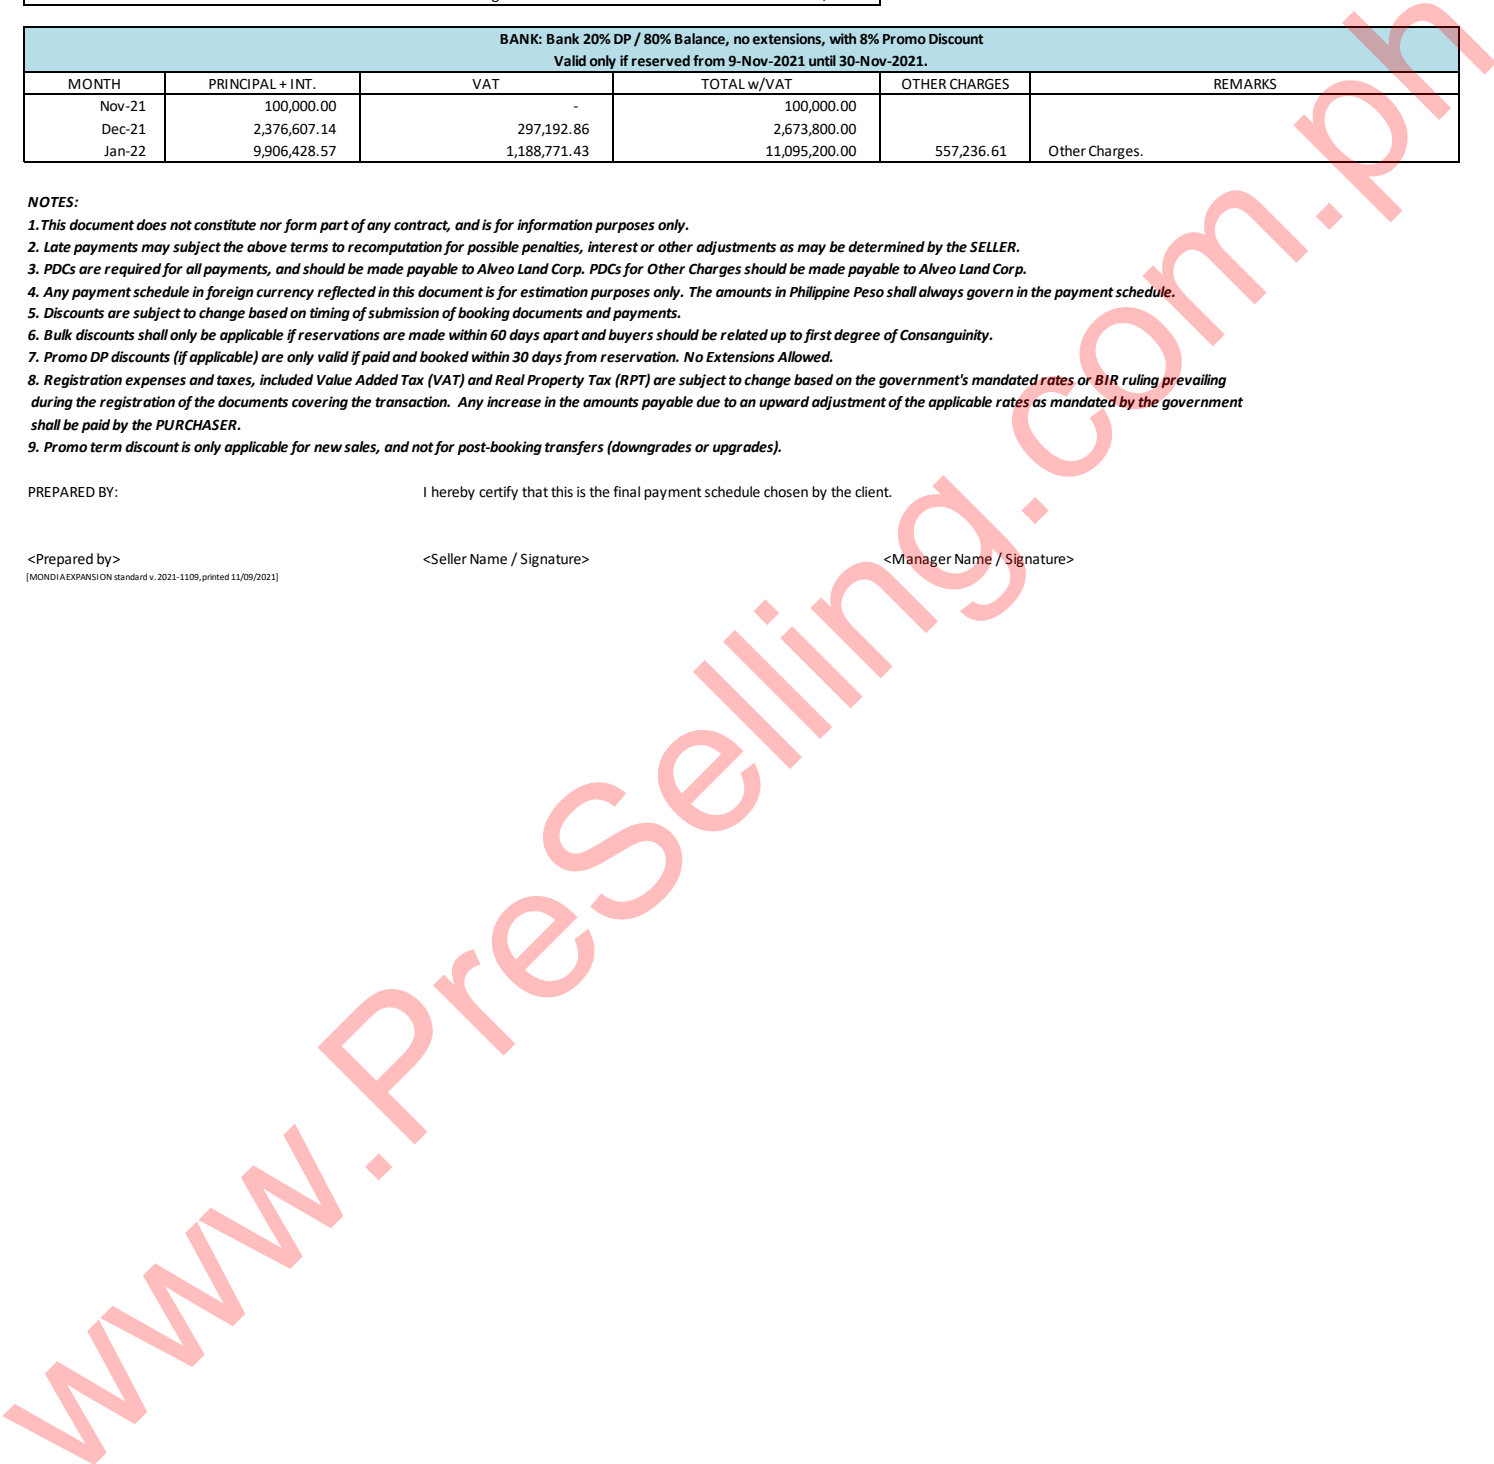 BANK: Bank 20% DP / 80% Balance, no extensions, with 8% Promo Discount
Valid only if reserved from 9-Nov-2021 until 30-Nov-2021.
MONTH PRINCIPAL + INT. VAT TOTAL w/VAT OTHER CHARGES REMARKS
Nov-21 100,000.00 - 100,000.00
Dec-21 2,376,607.14 297,192.86 2,673,800.00
Jan-22 9,906,428.57 1,188,771.43 11,095,200.00 557,236.61 Other Charges.
NOTES:
1.This document does not constitute nor form part of any contract, and is for information purposes only.
2. Late payments may subject the above terms to recomputation for possible penalties, interest or other adjustments as may be determined by the SELLER.
3. PDCs are required for all payments, and should be made payable to Alveo Land Corp. PDCs for Other Charges should be made payable to Alveo Land Corp.
4. Any payment schedule in foreign currency reflected in this document is for estimation purposes only. The amounts in Philippine Peso shall always govern in the payment schedule.
5. Discounts are subject to change based on timing of submission of booking documents and payments.
6. Bulk discounts shall only be applicable if reservations are made within 60 days apart and buyers should be related up to first degree of Consanguinity.
7. Promo DP discounts (if applicable) are only valid if paid and booked within 30 days from reservation. No Extensions Allowed.
8. Registration expenses and taxes, included Value Added Tax (VAT) and Real Property Tax (RPT) are subject to change based on the government's mandated rates or BIR ruling prevailing
during the registration of the documents covering the transaction. Any increase in the amounts payable due to an upward adjustment of the applicable rates as mandated by the government
shall be paid by the PURCHASER.
9. Promo term discount is only applicable for new sales, and not for post-booking transfers (downgrades or upgrades).
PREPARED BY: I hereby certify that this is the final payment schedule chosen by the client.
<Prepared by> <Seller Name / Signature> <Manager Name / Signature>
[MONDIA EXPANSION standard v. 2021-1109, printed 11/09/2021]
www.PreSelling.com.ph